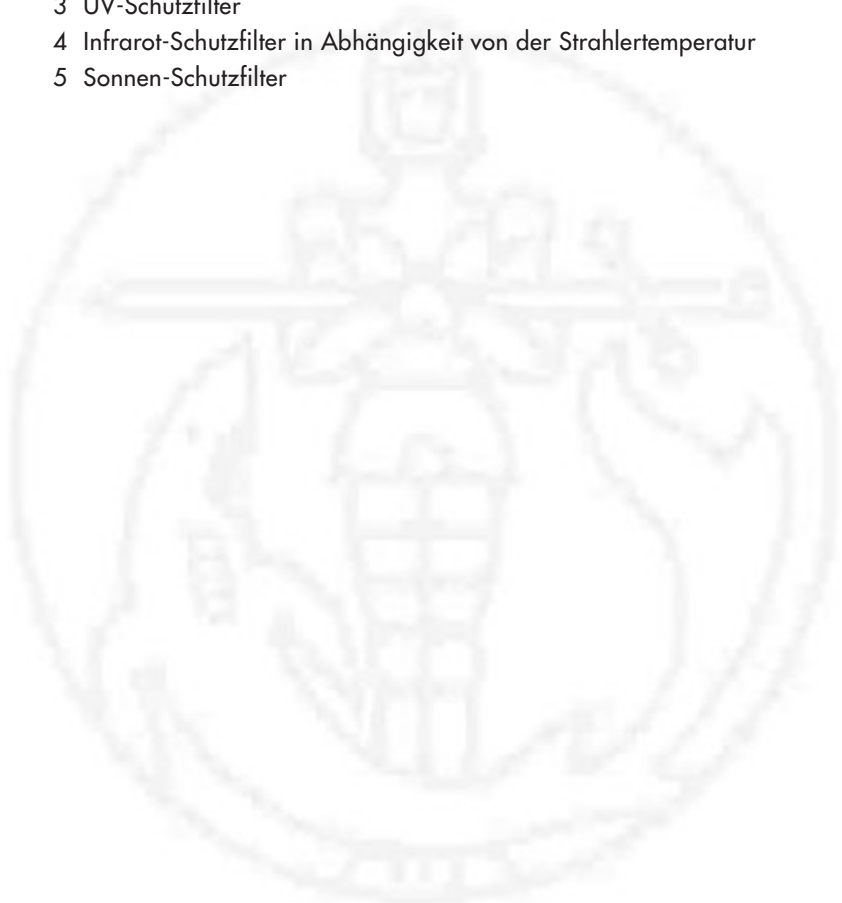 3 UV-Schutzfilter
4 Infrarot-Schutzfilter in Abhängigkeit von der Strahlertemperatur
5 Sonnen-Schutzfilter